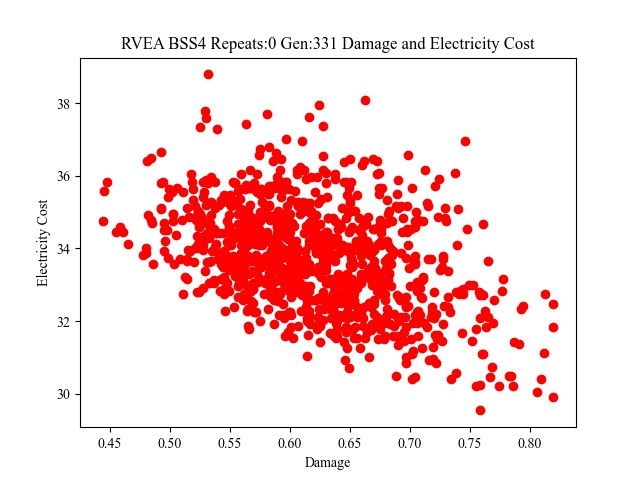 RVEA BSS4 Repeats:0 Gen:331 Damage and Electricity Cost
38
36
34
32
30
Electricity Cost
0.45 0.50 0.55 0.60 0.65 0.70 0.75 0.80
Damage